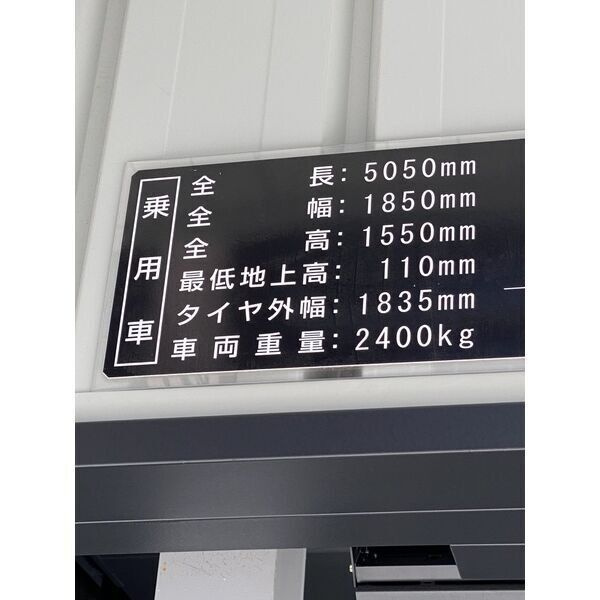 乗用車
全長：5050mm
全幅：1850mm
全高：1550mm
最低地上高：110mm
タイヤ外幅：1835mm
車両重量：2400kg